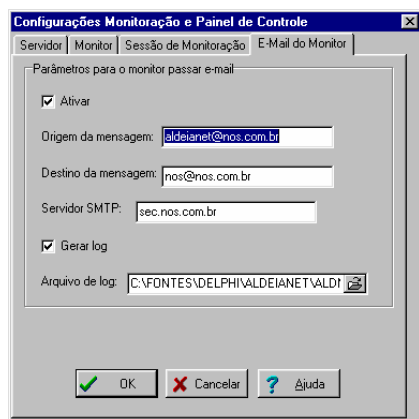 Configurações Monitoração e Painel de Controle
Servidor Monitor Sessão de Monitoração E-Mail do Monitor
Parâmetros para o monitor passar e-mail
Ativar
Origem da mensagem: aldeianet@nos.com.br
Destino da mensagem: nos@nos.com.br
Servidor SMTP: sec.nos.com.br
Gerar log
Arquivo de log: C:\FONTES\DELPHI\ALDEIANET\ALD
OK Cancelar Ajuda